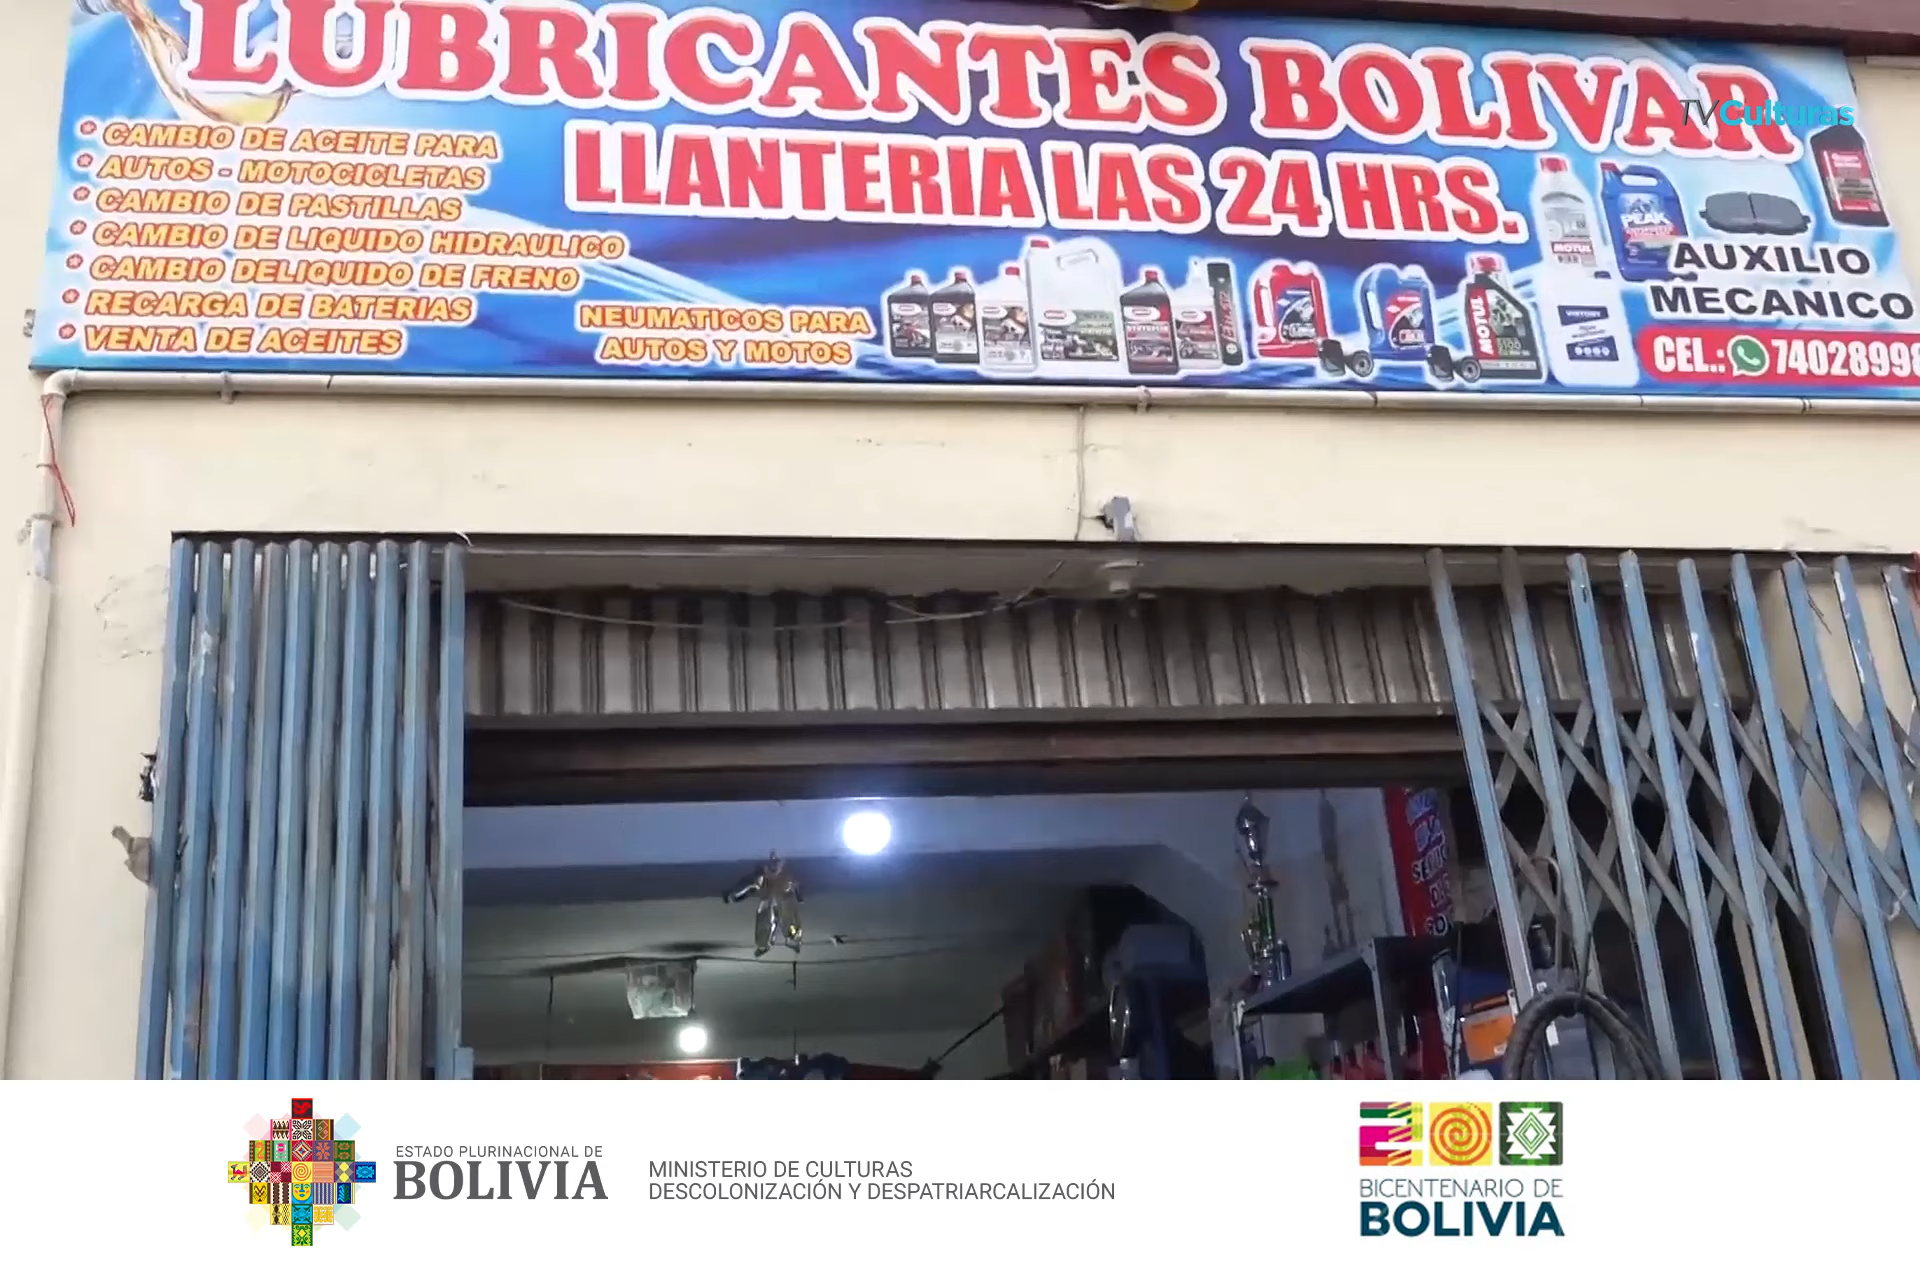 LUBRICANTES BOLIVAR
TVCulturas
LLANTERIA LAS 24 HRS.
* CAMBIO DE ACEITE PARA
* AUTOS - MOTOCICLETAS
* CAMBIO DE PASTILLAS
* CAMBIO DE LIQUIDO HIDRAULICO
* CAMBIO DELIQUIDO DE FRENO
* RECARGA DE BATERIAS
* VENTA DE ACEITES
NEUMATICOS PARA
AUTOS Y MOTOS
MOTUL
PEAK
MOTUL
AUXILIO
MECANICO
CEL.: 7402899
ESTADO PLURINACIONAL DE
BOLIVIA
MINISTERIO DE CULTURAS
DESCOLONIZACIÓN Y DESPATRIARCALIZACIÓN
200
BICENTENARIO DE
BOLIVIA